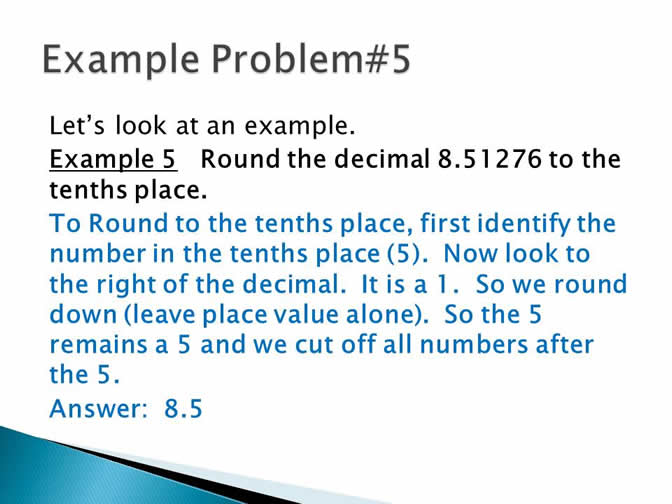 Example Problem#5
Let's look at an example.
Example 5 Round the decimal 8.51276 to the
tenths place.
To Round to the tenths place, first identify the
number in the tenths place (5). Now look to
the right of the decimal. It is a 1. So we round
down (leave place value alone). So the 5
remains a 5 and we cut off all numbers after
the 5.
Answer: 8.5